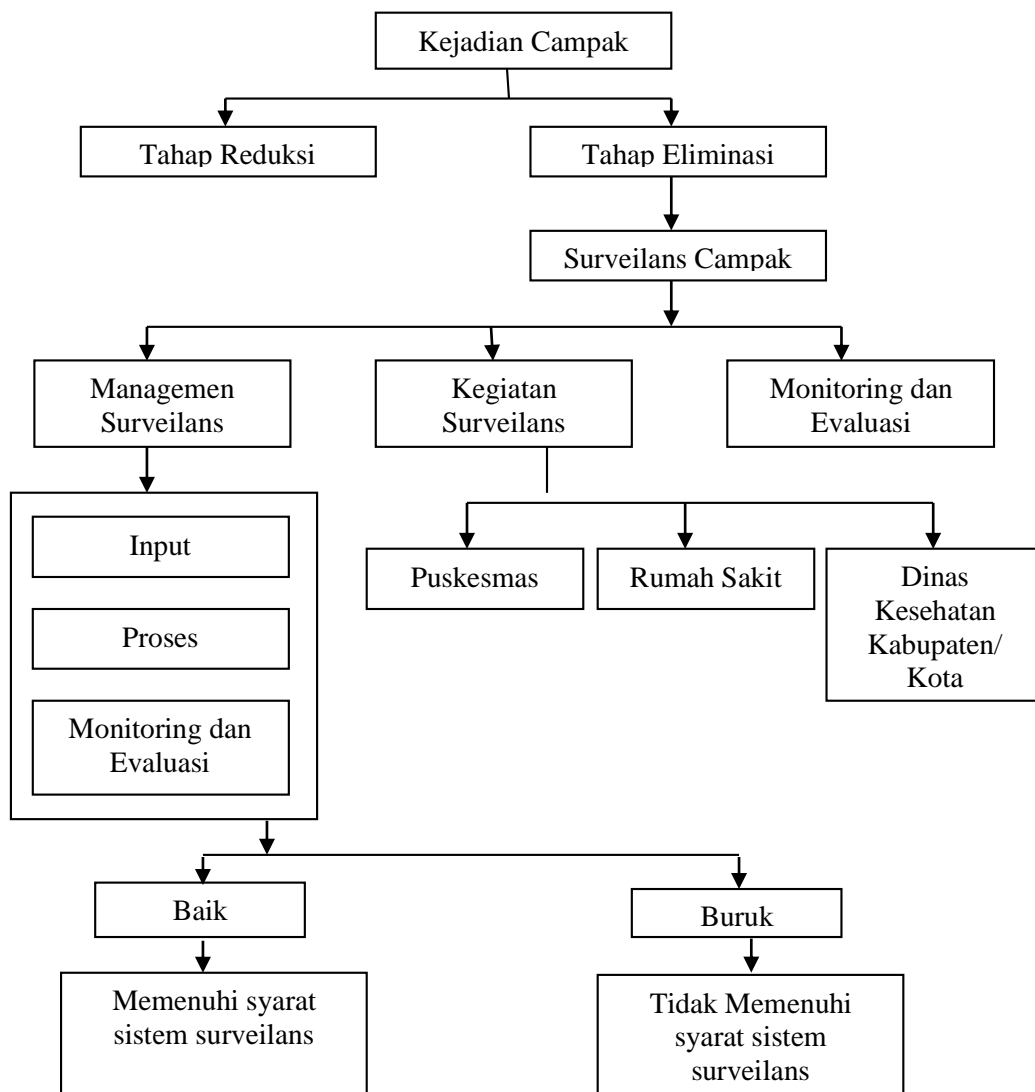 Kejadian Campak
Tahap Reduksi
Tahap Eliminasi
Surveilans Campak
Managemen
Surveilans
Kegiatan
Surveilans
Monitoring dan
Evaluasi
Input
Proses
Monitoring dan
Evaluasi
Puskesmas
Rumah Sakit
Dinas
Kesehatan
Kabupaten/
Kota
Baik
Buruk
Memenuhi syarat
sistem surveilans
Tidak Memenuhi
syarat sistem
surveilans